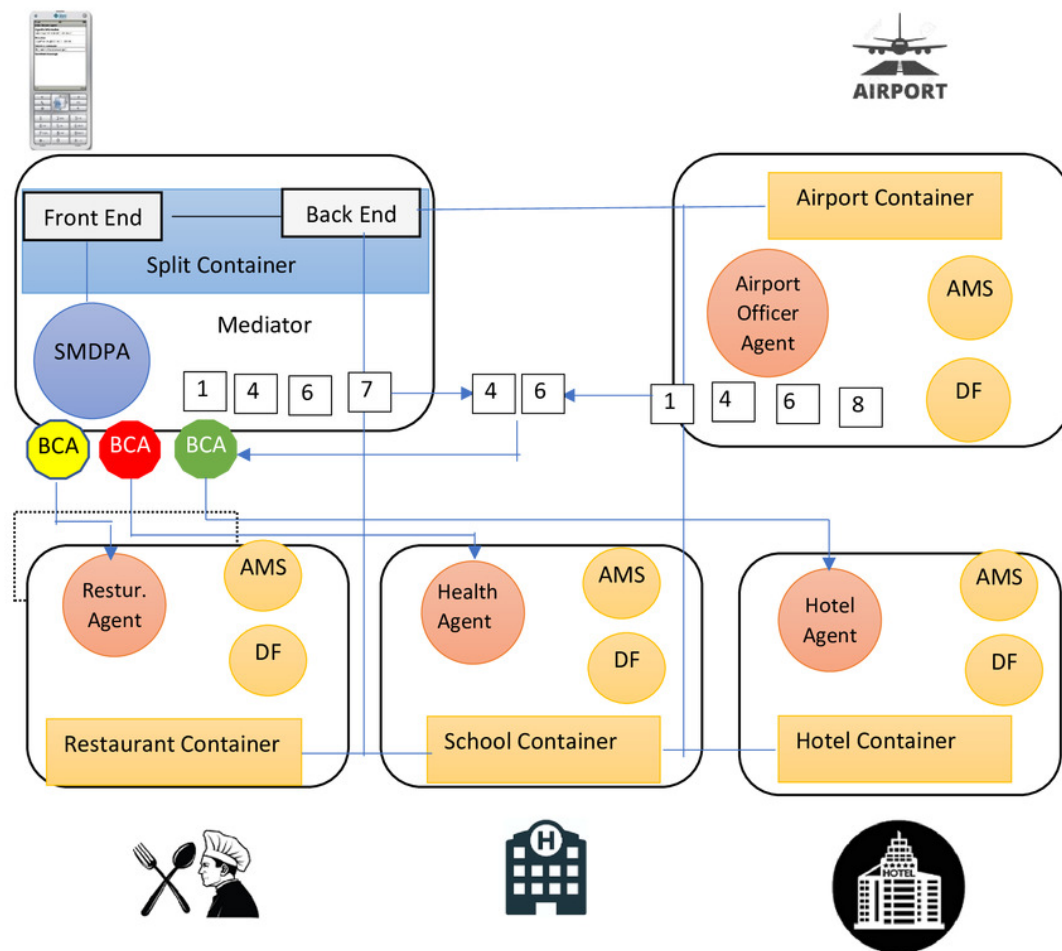 AIRPORT
Front End
Back End
Split Container
Mediator
SMDPA
1 4 6 7
4 6
Airport Container
Airport
Officer
Agent
AMS
DF
1 4 6 8
BCA
BCA
BCA
Restur.
Agent
AMS
DF
Restaurant Container
Health
Agent
AMS
DF
School Container
Hotel
Agent
AMS
DF
Hotel Container
H
HOTEL